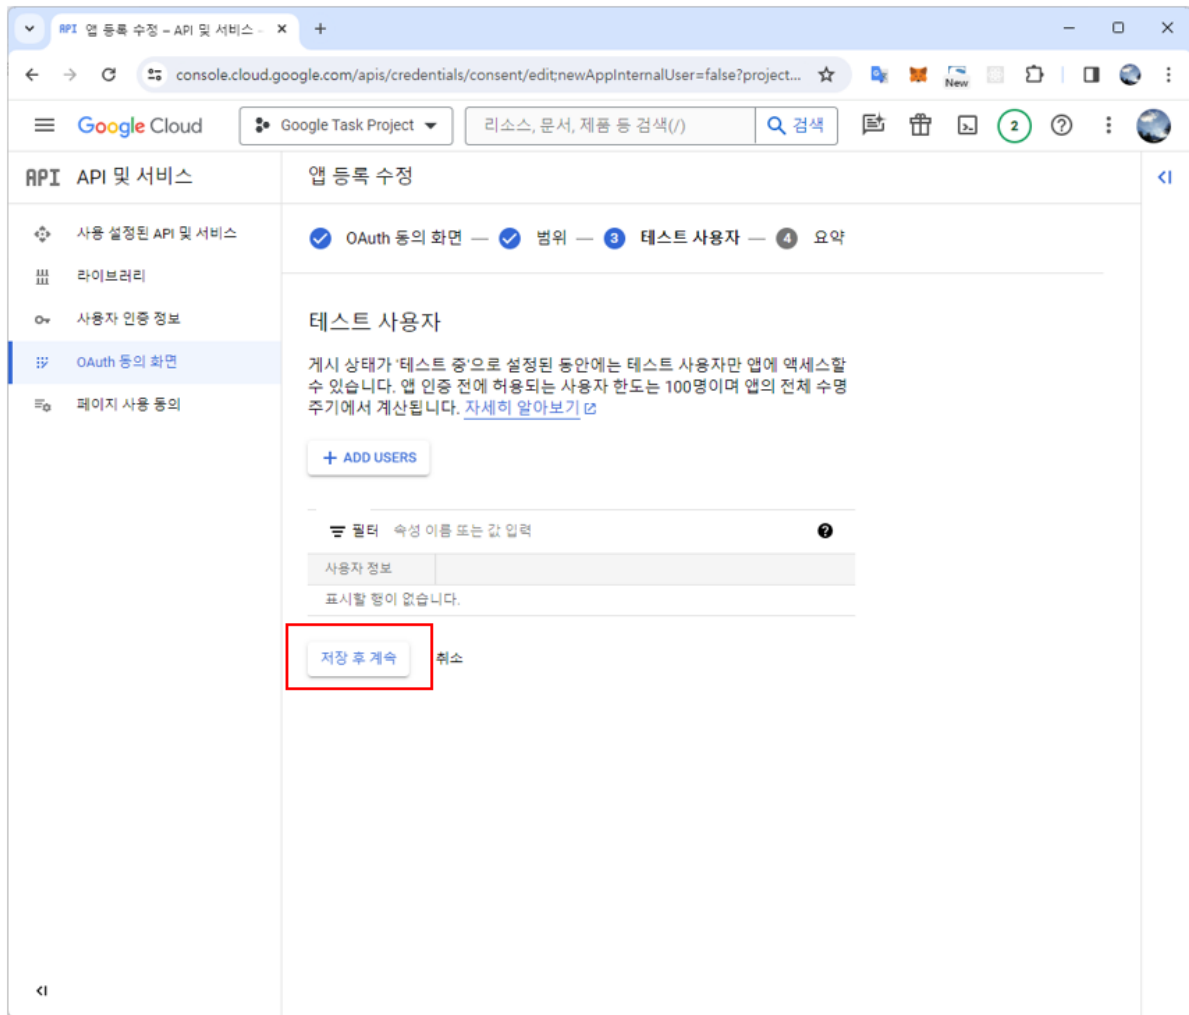 API 앱 등록 수정 – API 및 서비스 -
console.cloud.google.com/apis/credentials/consent/edit;newAppInternalUser=false?project...
New
Google Cloud
Google Task Project
리소스, 문서, 제품 등 검색(/)
검색
2
API API 및 서비스
앱 등록 수정
사용 설정된 API 및 서비스
라이브러리
사용자 인증 정보
OAuth 동의 화면
페이지 사용 동의
OAuth 동의 화면 — 범위 — 3 테스트 사용자 — 4 요약
테스트 사용자
게시 상태가 '테스트 중'으로 설정된 동안에는 테스트 사용자만 앱에 액세스할
수 있습니다. 앱 인증 전에 허용되는 사용자 한도는 100명이며 앱의 전체 수명
주기에서 계산됩니다. 자세히 알아보기
+ ADD USERS
필터 속성 이름 또는 값 입력
사용자 정보
표시할 행이 없습니다.
저장 후 계속 취소